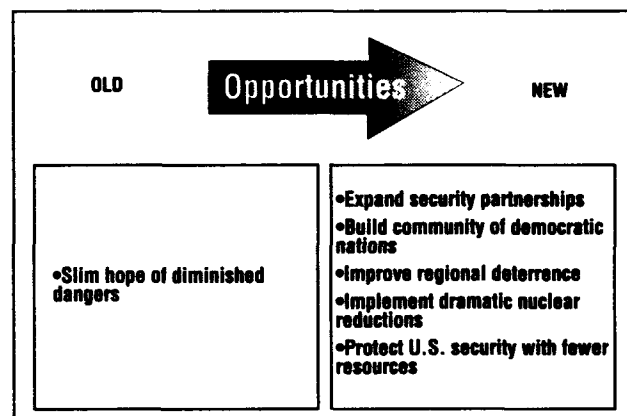 OLD
Opportunities
NEW
•Slim hope of diminished
dangers
•Expand security partnerships
•Build community of democratic
nations
•Improve regional deterrence
•Implement dramatic nuclear
reductions
•Protect U.S. security with fewer
resources